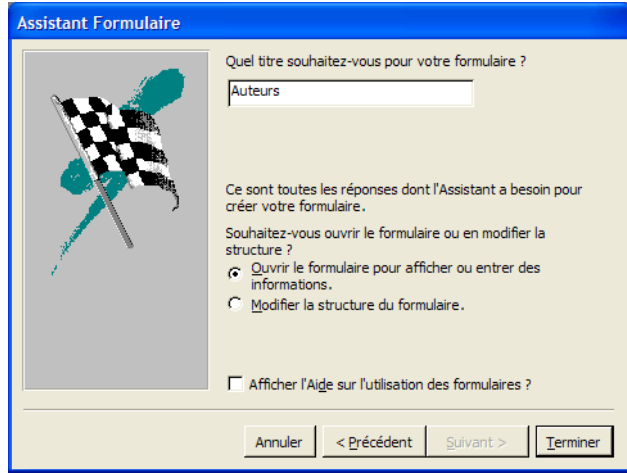 Assistant Formulaire
Quel titre souhaitez-vous pour votre formulaire ?
Auteurs
Ce sont toutes les réponses dont l'Assistant a besoin pour
créer votre formulaire.
Souhaitez-vous ouvrir le formulaire ou en modifier la
structure ?
Ouvrir le formulaire pour afficher ou entrer des
informations.
Modifier la structure du formulaire.
Afficher l'Aide sur l'utilisation des formulaires ?
Annuler < Précédent Suivant > Terminer